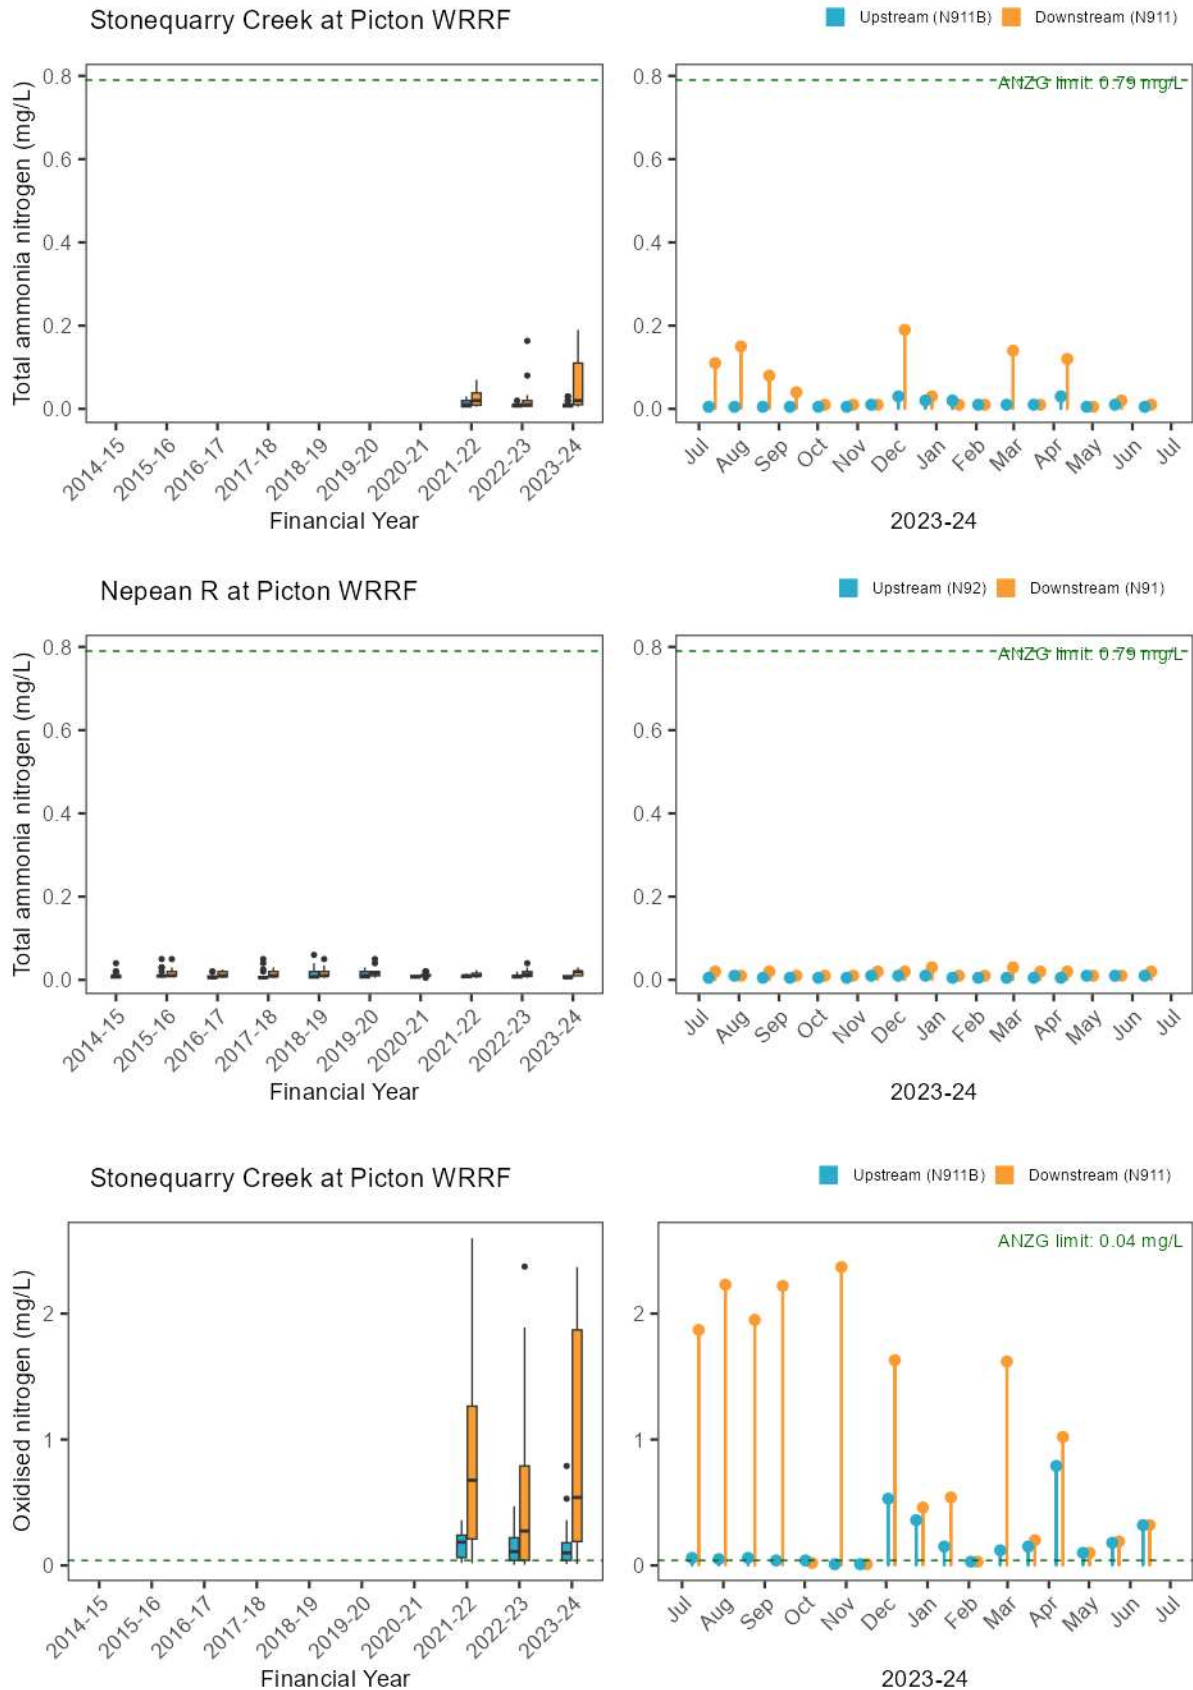 Stonequarry Creek at Picton WRRF
Upstream (N911B) Downstream (N911)
Total ammonia nitrogen (mg/L)
0.8
0.6
0.4
0.2
0.0
2014-15 2015-16 2016-17 2017-18 2018-19 2019-20 2020-21 2021-22 2022-23 2023-24
Financial Year
ANZG limit: 0.79 mg/L
Jul Aug Sep Oct Nov Dec Jan Feb Mar Apr May Jun Jul
2023-24
Nepean R at Picton WRRF
Upstream (N92) Downstream (N91)
Total ammonia nitrogen (mg/L)
0.8
0.6
0.4
0.2
0.0
2014-15 2015-16 2016-17 2017-18 2018-19 2019-20 2020-21 2021-22 2022-23 2023-24
Financial Year
ANZG limit: 0.79 mg/L
Jul Aug Sep Oct Nov Dec Jan Feb Mar Apr May Jun Jul
2023-24
Stonequarry Creek at Picton WRRF
Upstream (N911B) Downstream (N911)
Oxidised nitrogen (mg/L)
2
1
0
2014-15 2015-16 2016-17 2017-18 2018-19 2019-20 2020-21 2021-22 2022-23 2023-24
Financial Year
ANZG limit: 0.04 mg/L
2
1
0
Jul Aug Sep Oct Nov Dec Jan Feb Mar Apr May Jun Jul
2023-24